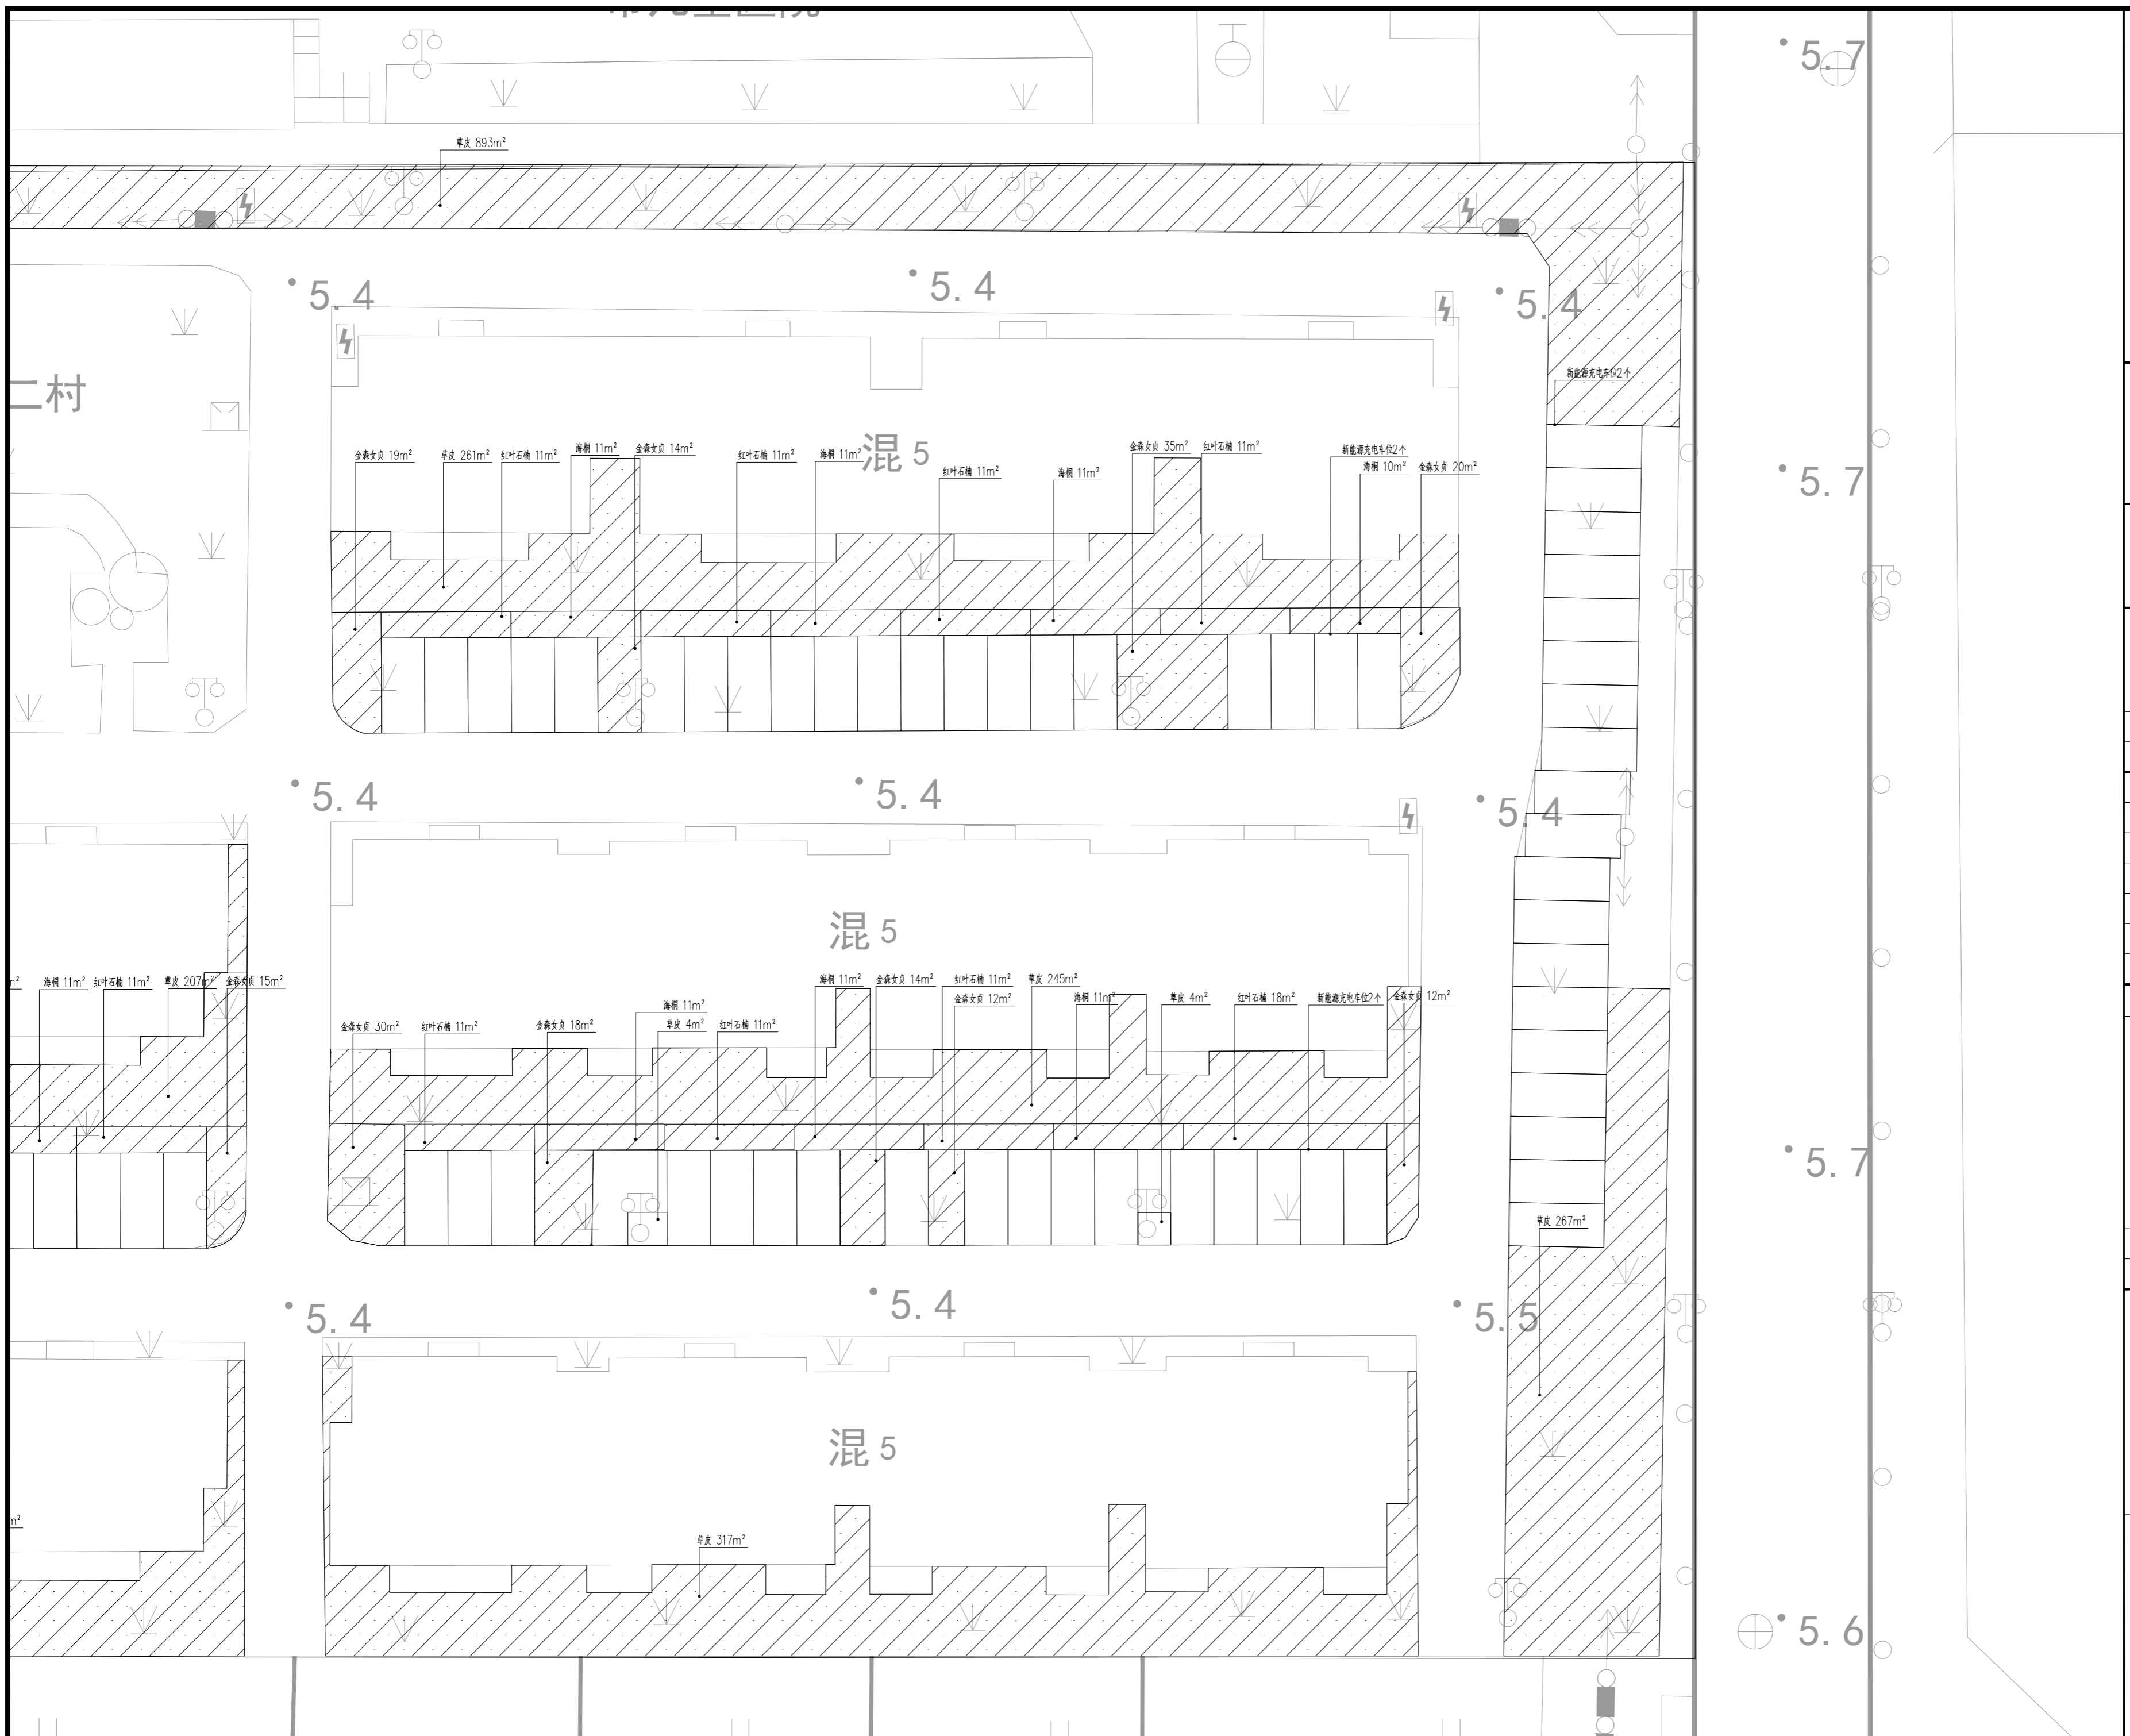 草皮 893m²
5.7
5.4
5.4
5.4
新能源充电车位2个
二村
混5
金森女贞 19m²
草皮 261m²
红叶石楠 11m²
海桐 11m²
金森女贞 14m²
红叶石楠 11m²
海桐 11m²
红叶石楠 11m²
海桐 11m²
金森女贞 35m²
红叶石楠 11m²
新能源充电车位2个
海桐 10m²
金森女贞 20m²
5.7
5.4
5.4
5.4
混5
m²
海桐 11m²
红叶石楠 11m²
草皮 207m²
金森女贞 15m²
金森女贞 30m²
红叶石楠 11m²
金森女贞 18m²
海桐 11m²
草皮 4m²
红叶石楠 11m²
海桐 11m²
金森女贞 14m²
红叶石楠 11m²
金森女贞 12m²
草皮 245m²
海桐 11m²
草皮 4m²
红叶石楠 18m²
新能源充电车位2个
金森女贞 12m²
5.7
草皮 267m²
5.4
5.4
5.5
混5
m²
草皮 317m²
5.6